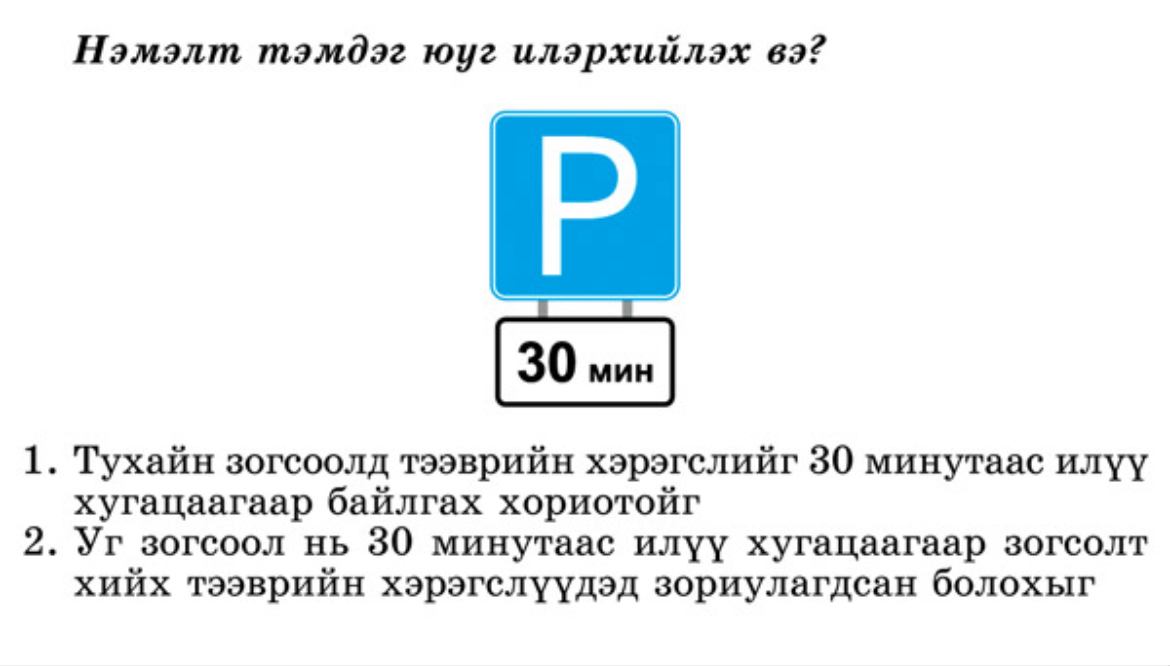 Нэмэлт тэмдэг юуг илэрхийлэх вэ?
P
30 мин
1. Тухайн зогсоолд тээврийн хэрэгслийг 30 минутаас илүү
хугацаагаар байлгах хориотойг
2. Уг зогсоол нь 30 минутаас илүү хугацаагаар зогсолт
хийх тээврийн хэрэгслүүдэд зориулагдсан болохыг